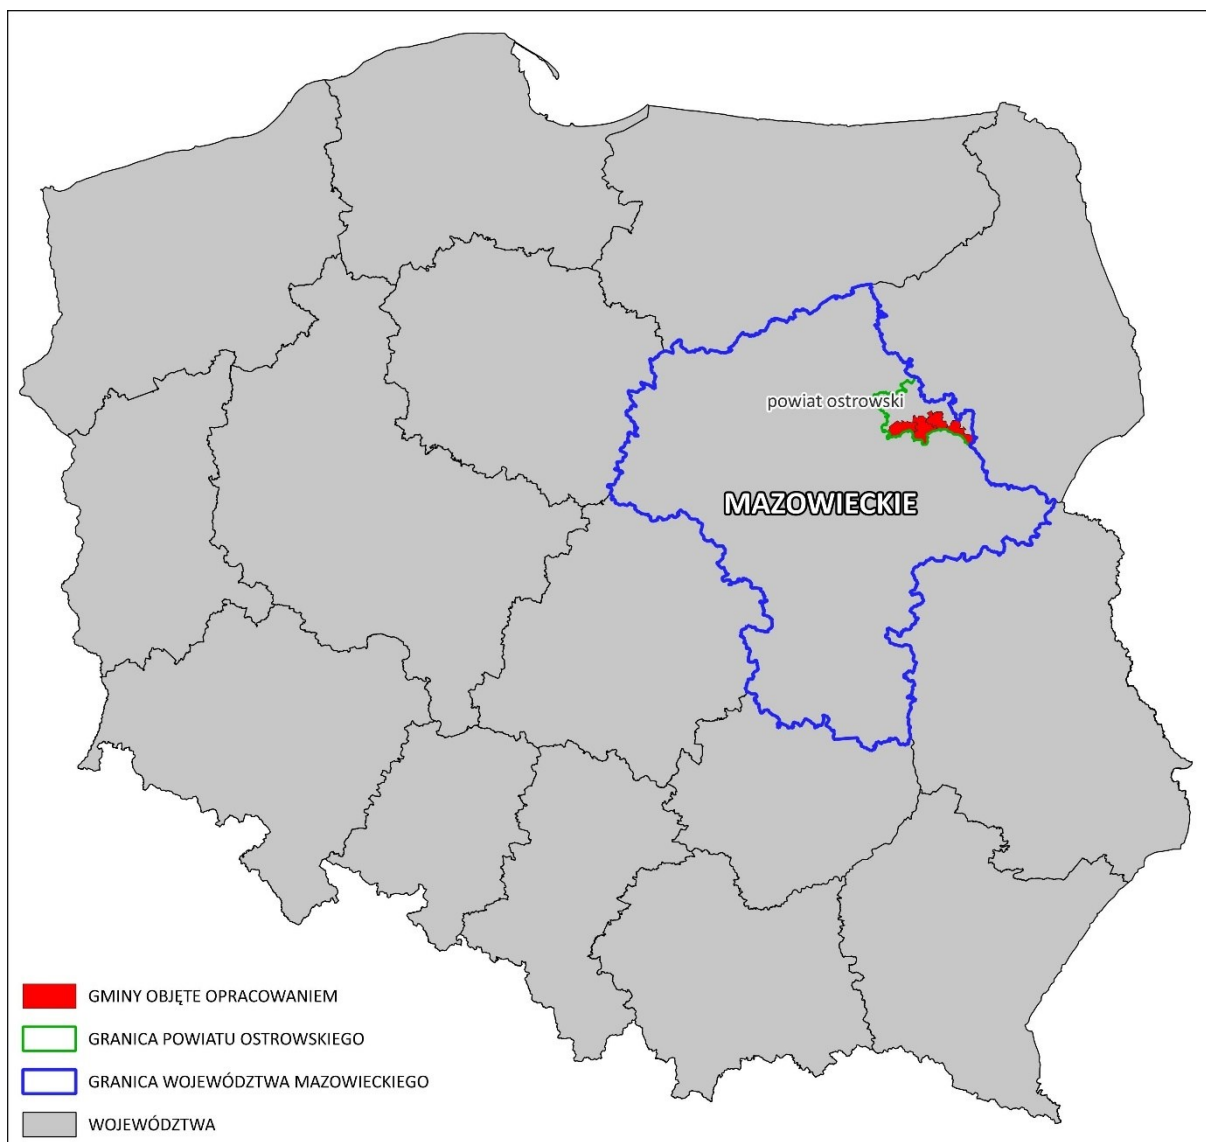 powiat ostrowski
MAZOWIECKIE
GMINY OBJĘTE OPRACOWANIEM
GRANICA POWIATU OSTROWSKIEGO
GRANICA WOJEWÓDZTWA MAZOWIECKIEGO
WOJEWÓDZTWA